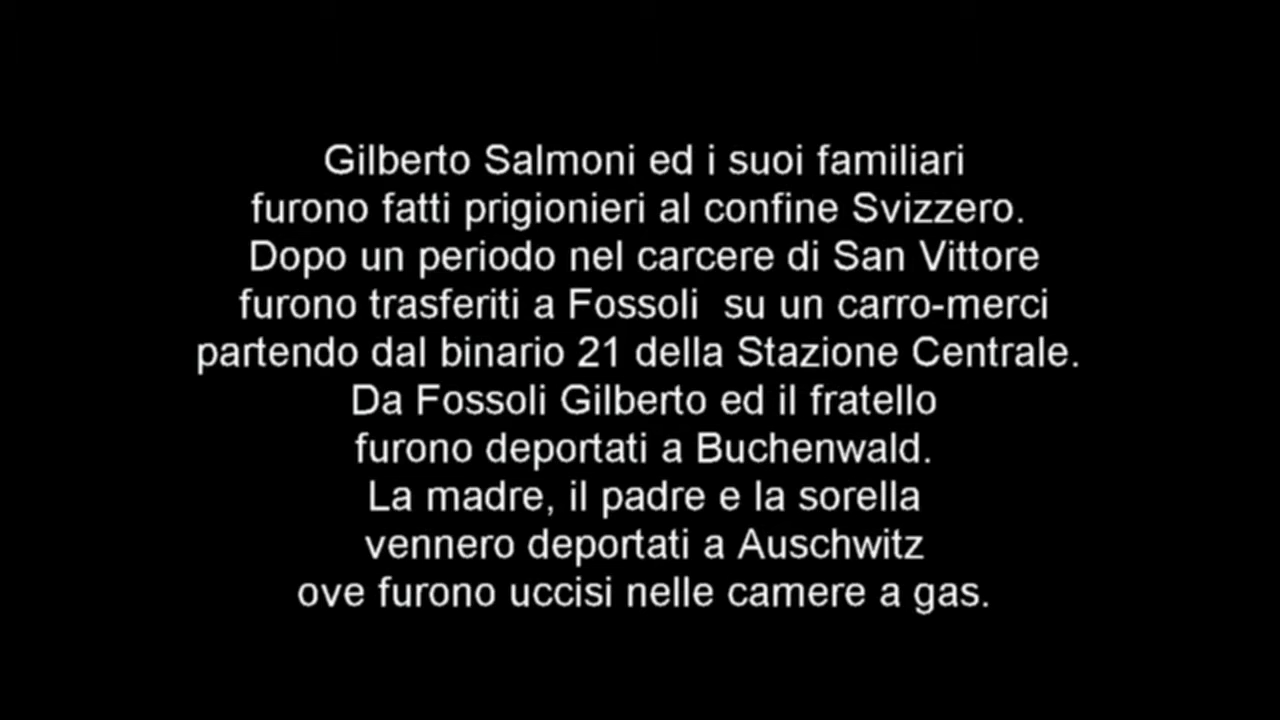 Gilberto Salmoni ed i suoi familiari
furono fatti prigionieri al confine Svizzero.
Dopo un periodo nel carcere di San Vittore
furono trasferiti a Fossoli  su un carro-merci
partendo dal binario 21 della Stazione Centrale.
Da Fossoli Gilberto ed il fratello
furono deportati a Buchenwald.
La madre, il padre e la sorella
vennero deportati a Auschwitz
ove furono uccisi nelle camere a gas.